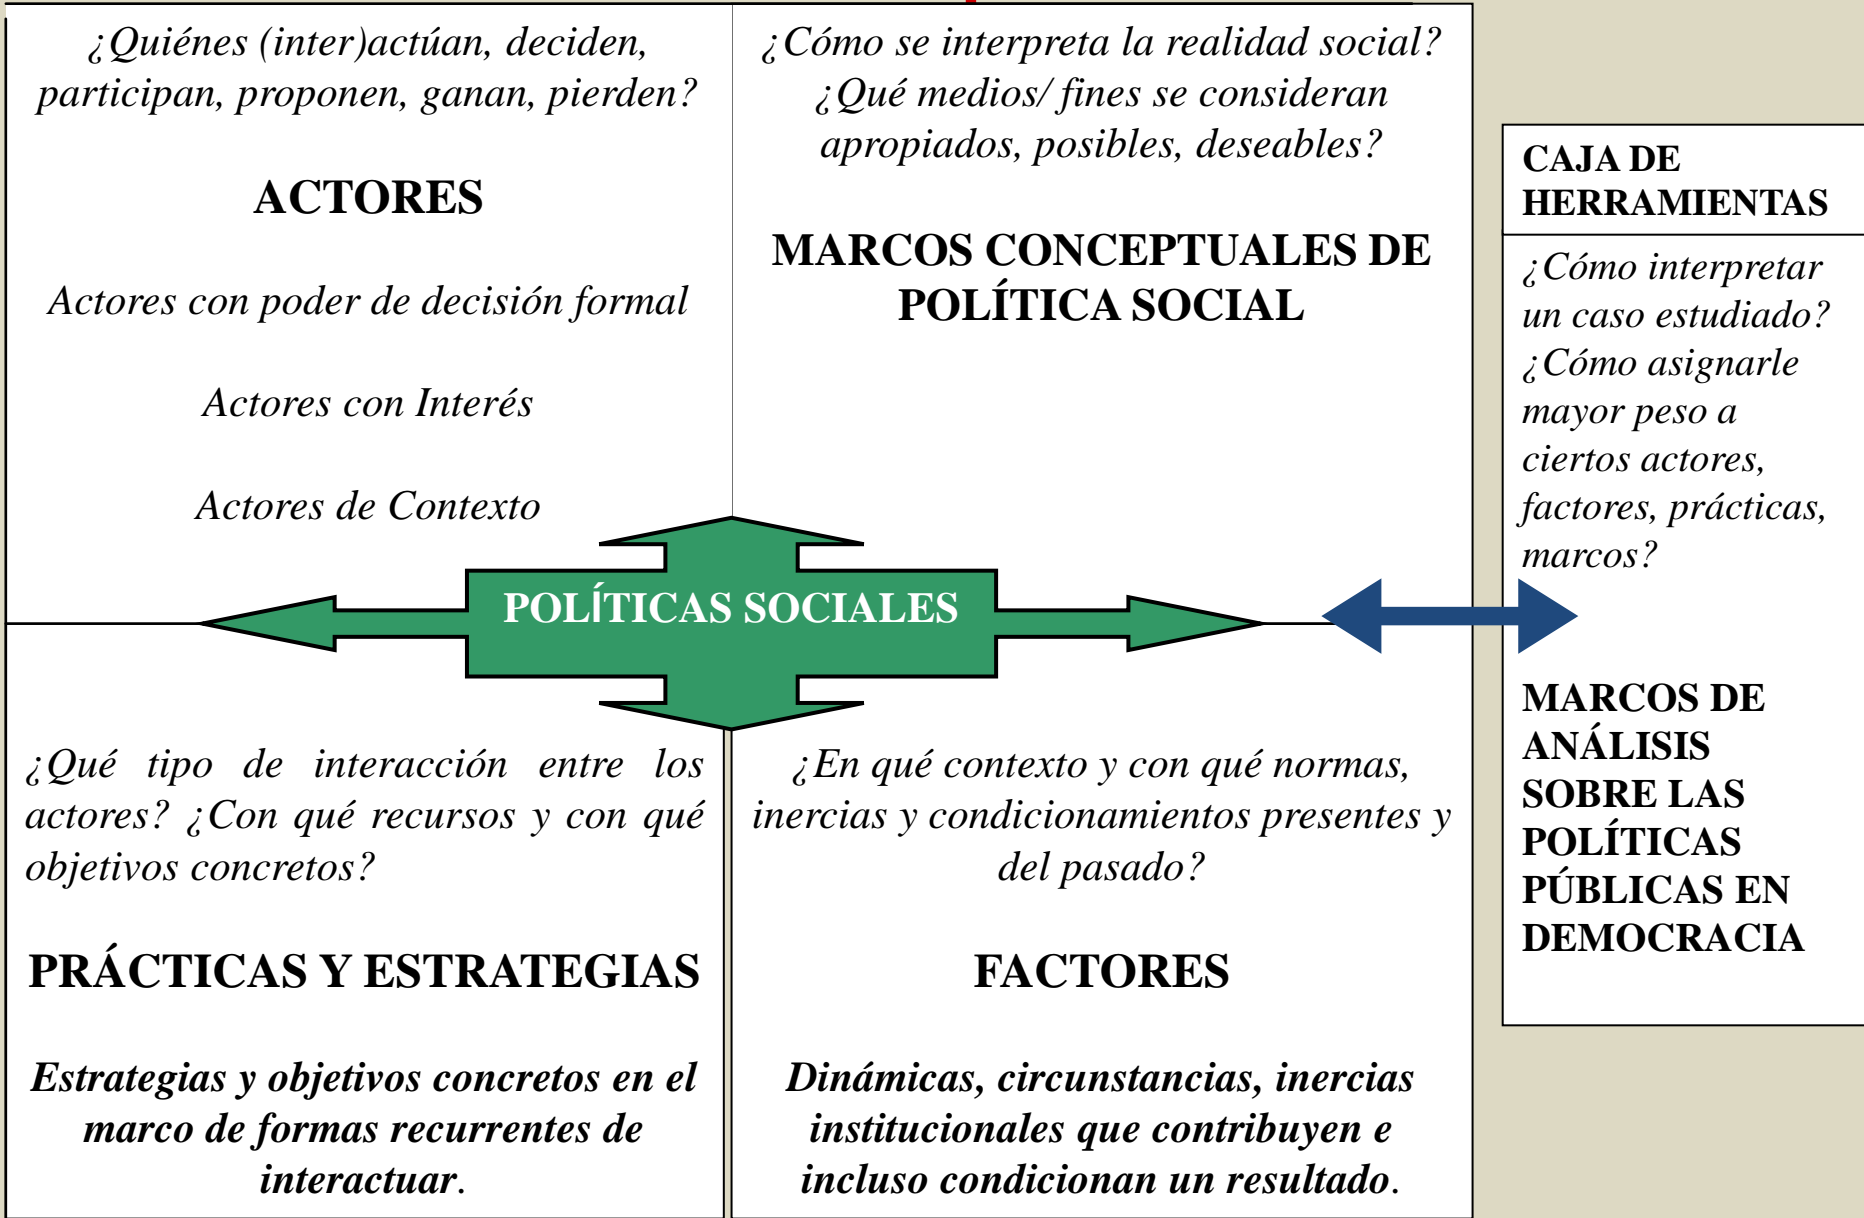 ¿Quiénes (inter)actúan, deciden,
participan, proponen, ganan, pierden?
ACTORES
Actores con poder de decisión formal
Actores con Interés
Actores de Contexto
¿Cómo se interpreta la realidad social?
¿Qué medios/ fines se consideran
apropiados, posibles, deseables?
MARCOS CONCEPTUALES DE
POLÍTICA SOCIAL
POLÍTICAS SOCIALES
¿Qué tipo de interacción entre los
actores? ¿Con qué recursos y con qué
objetivos concretos?
PRÁCTICAS Y ESTRATEGIAS
Estrategias y objetivos concretos en el
marco de formas recurrentes de
interactuar.
¿En qué contexto y con qué normas,
inercias y condicionamientos presentes y
del pasado?
FACTORES
Dinámicas, circunstancias, inercias
institucionales que contribuyen e
incluso condicionan un resultado.
CAJA DE
HERRAMIENTAS
¿Cómo interpretar
un caso estudiado?
¿Cómo asignarle
mayor peso a
ciertos actores,
factores, prácticas,
marcos?
MARCOS DE
ANÁLISIS
SOBRE LAS
POLÍTICAS
PÚBLICAS EN
DEMOCRACIA